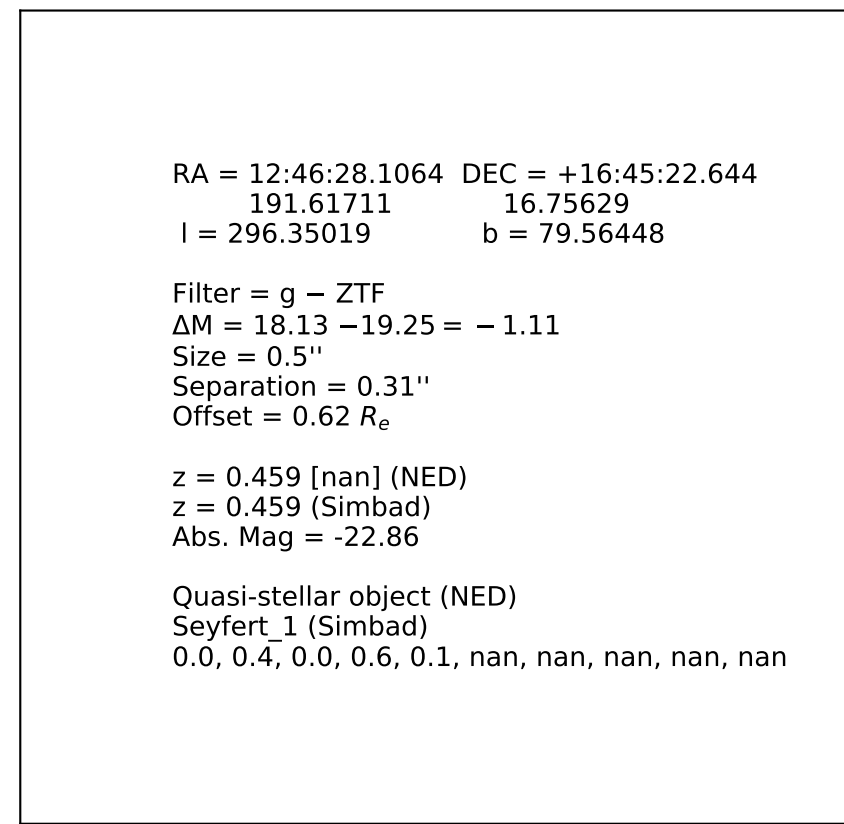 RA = 12:46:28.1064 DEC = +16:45:22.644
191.61711 16.75629
l = 296.35019 b = 79.56448
Filter = g − ZTF
ΔM = 18.13 −19.25 = − 1.11
Size = 0.5''
Separation = 0.31''
Offset = 0.62 Re
z = 0.459 [nan] (NED)
z = 0.459 (Simbad)
Abs. Mag = -22.86
Quasi-stellar object (NED)
Seyfert_1 (Simbad)
0.0, 0.4, 0.0, 0.6, 0.1, nan, nan, nan, nan, nan